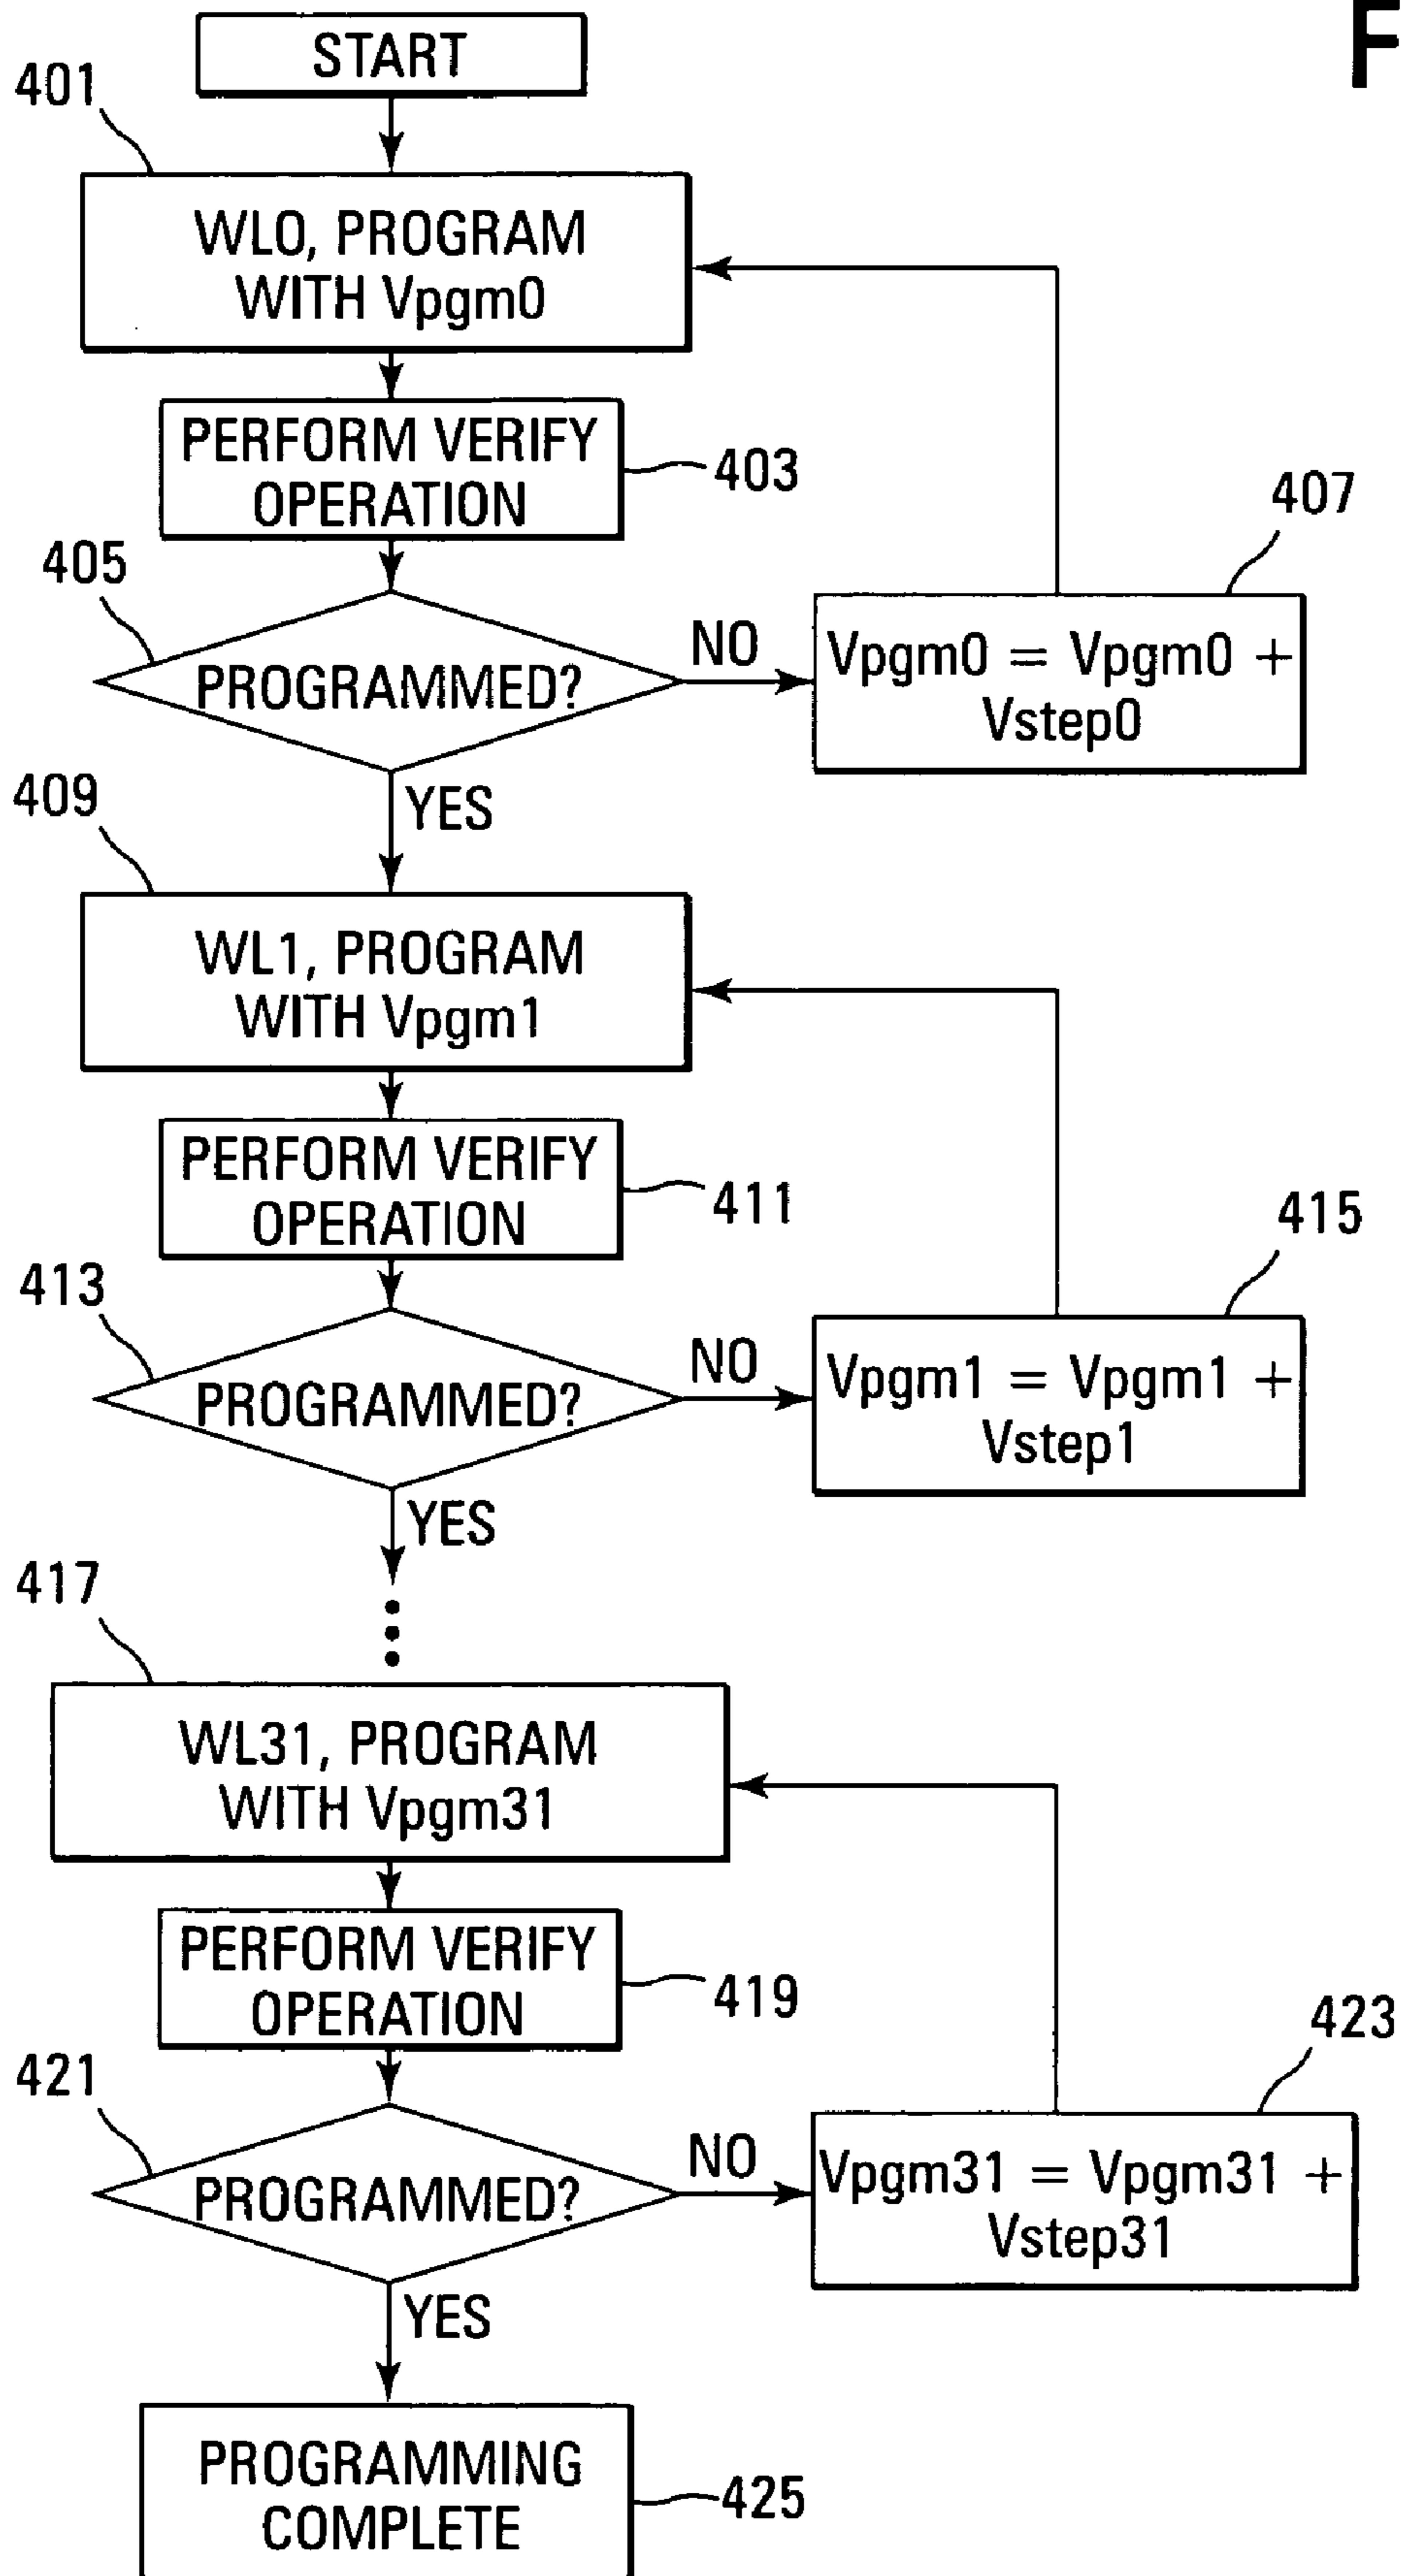 F
START
401
WL0, PROGRAM
WITH Vpgm0
PERFORM VERIFY
OPERATION
403
405
PROGRAMMED?
NO
407
Vpgm0 = Vpgm0 +
Vstep0
YES
409
WL1, PROGRAM
WITH Vpgm1
PERFORM VERIFY
OPERATION
411
413
PROGRAMMED?
NO
415
Vpgm1 = Vpgm1 +
Vstep1
YES
417
WL31, PROGRAM
WITH Vpgm31
PERFORM VERIFY
OPERATION
419
421
PROGRAMMED?
NO
423
Vpgm31 = Vpgm31 +
Vstep31
YES
PROGRAMMING
COMPLETE
425